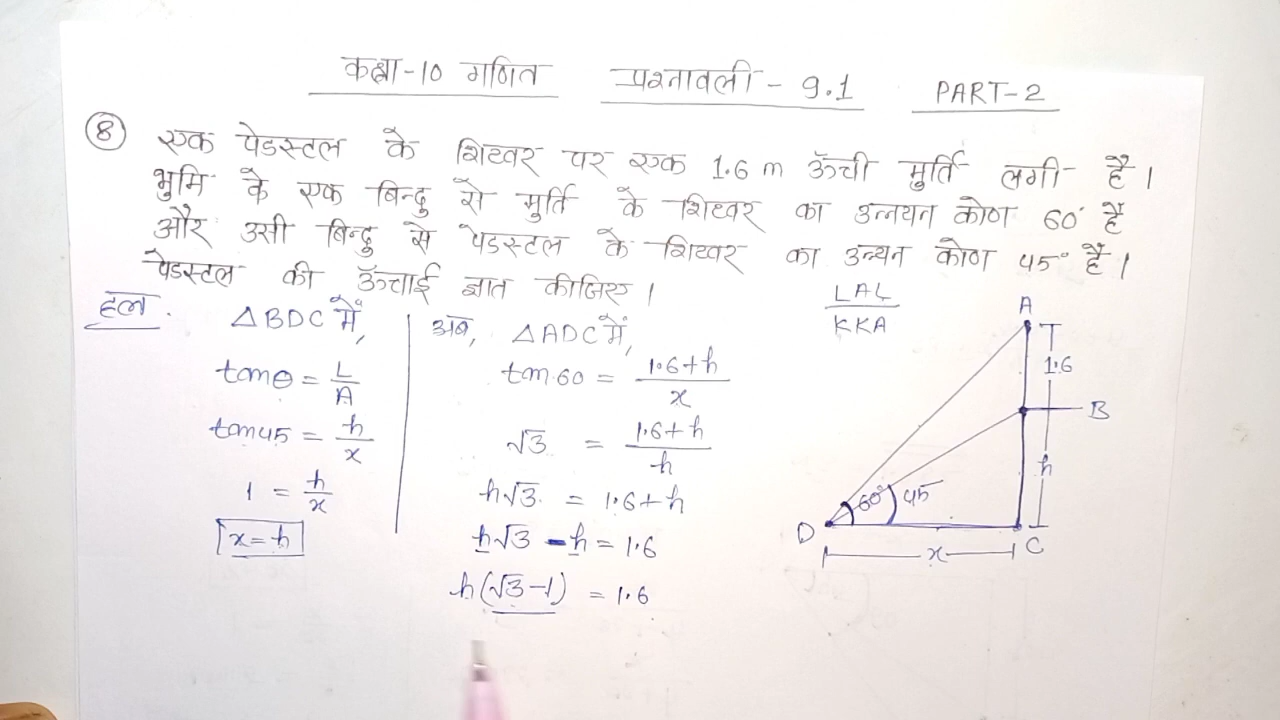 कक्षा-10 गणित प्रश्नावली - 9.1 PART-2
⑧ एक पेडस्टल के शिखर पर एक 1.6 m ऊँची मुर्ति लगी है।
भुमि के एक बिन्दु से मुर्ति के शिखर का उन्नयन कोण 60° है
और उसी बिन्दु से पेडस्टल के शिखर का उन्यन कोण 45° है।
पेडस्टल की ऊँचाई ज्ञात कीजिए।
हल.
△BDC में,
tanθ = L/A
tan45 = h/x
1 = h/x
x = h
अब, △ADC में,
tan60 = (1.6+h)/x
√3 = (1.6+h)/h
h√3 = 1.6+h
h√3 - h = 1.6
h(√3-1) = 1.6
LAL
KKA
A
T
1.6
B
h
60° 45
D
x
C